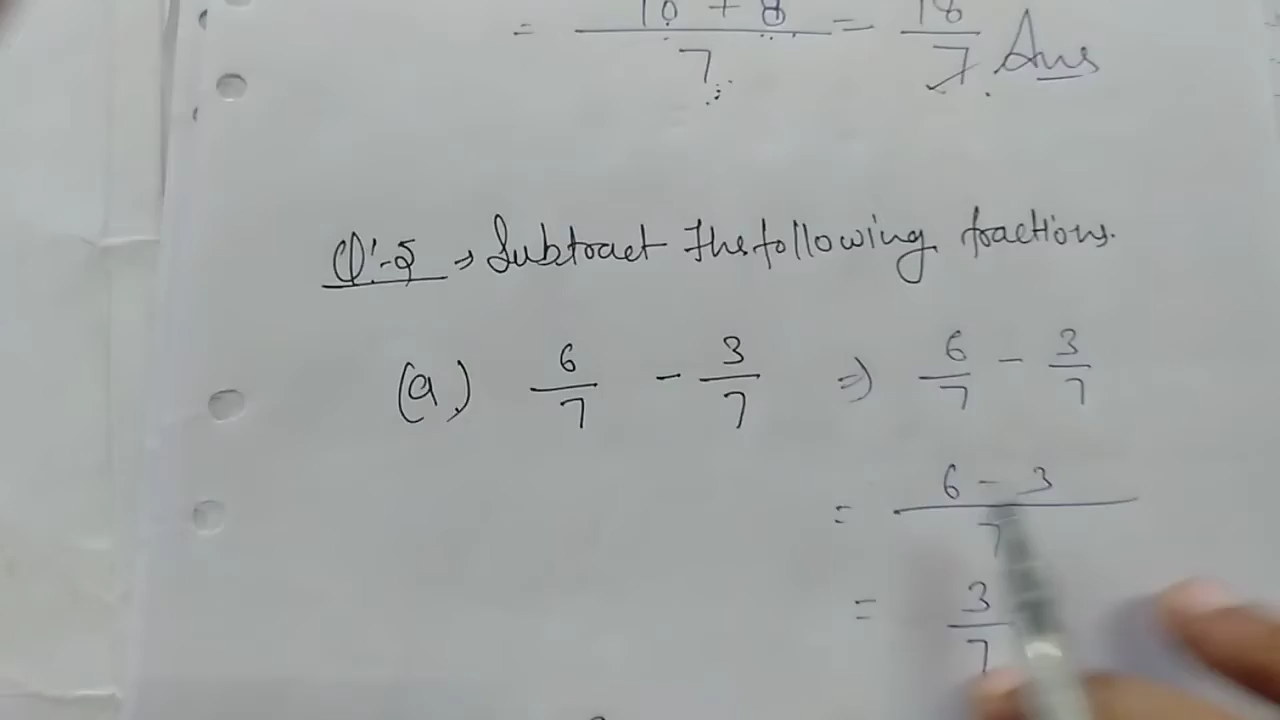 = 10 + 8 / 7 = 18 / 7 Ans
Q'-5 → Subtract the following fractions.
(a) 6/7 - 3/7 ⇒ 6/7 - 3/7
= 6 - 3 / 7
= 3/7